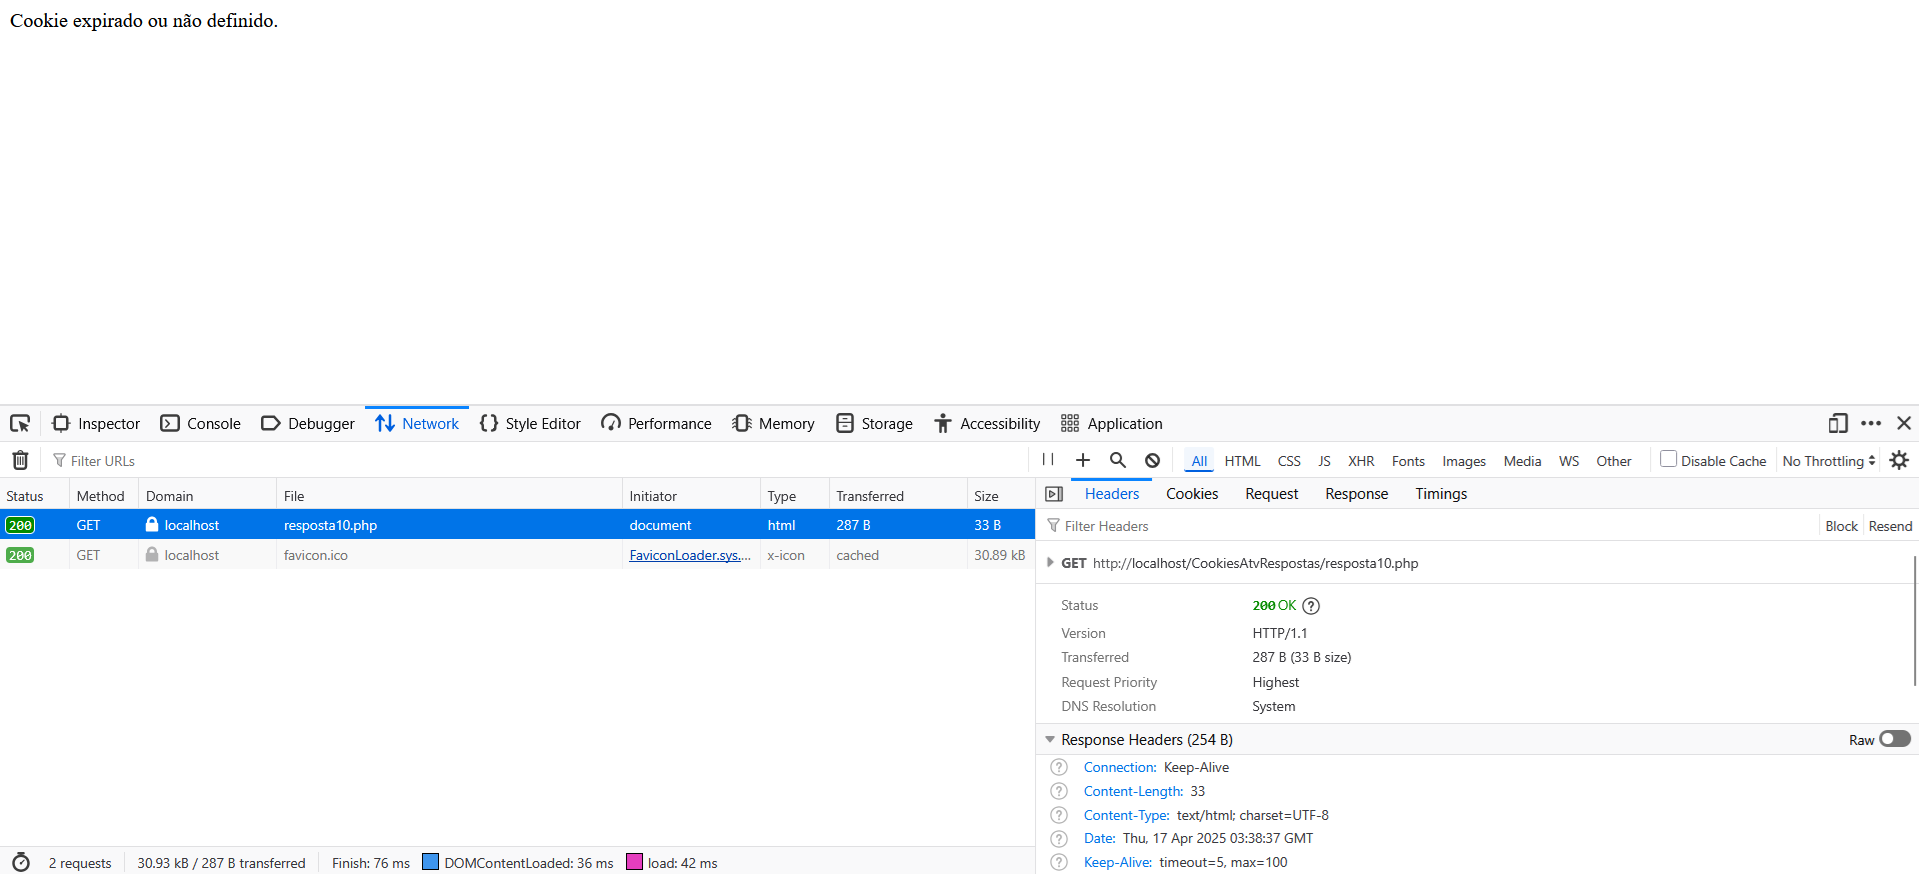 Cookie expirado ou não definido.
Inspector Console Debugger Network Style Editor Performance Memory Storage Accessibility Application
Filter URLs
All HTML CSS JS XHR Fonts Images Media WS Other Disable Cache No Throttling
Status Method Domain File Initiator Type Transferred Size
200 GET localhost resposta10.php document html 287 B 33 B
200 GET localhost favicon.ico FaviconLoader.sys.... x-icon cached 30.89 kB
Headers Cookies Request Response Timings
Filter Headers Block Resend
GET http://localhost/CookiesAtvRespostas/resposta10.php
Status 200 OK ?
Version HTTP/1.1
Transferred 287 B (33 B size)
Request Priority Highest
DNS Resolution System
Response Headers (254 B) Raw
? Connection: Keep-Alive
? Content-Length: 33
? Content-Type: text/html; charset=UTF-8
? Date: Thu, 17 Apr 2025 03:38:37 GMT
? Keep-Alive: timeout=5, max=100
2 requests 30.93 kB / 287 B transferred Finish: 76 ms DOMContentLoaded: 36 ms load: 42 ms